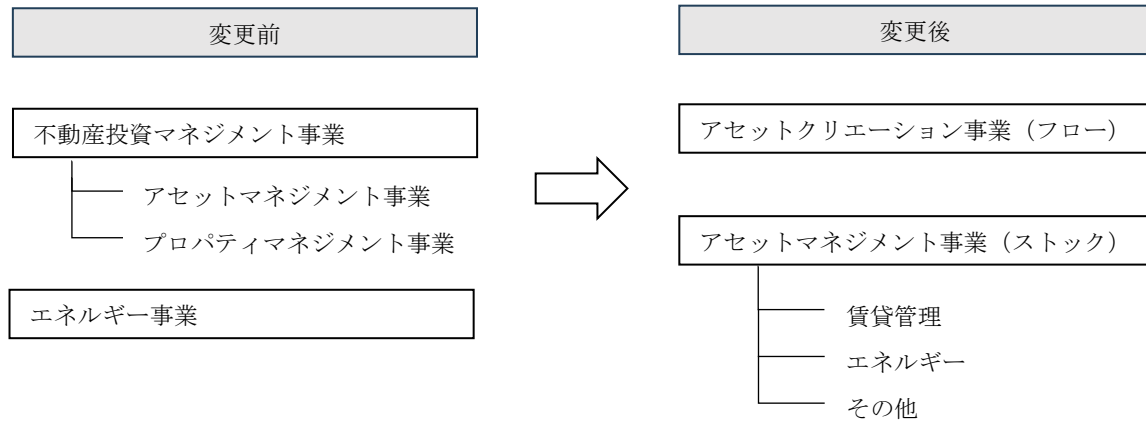 変更前
不動産投資マネジメント事業
アセットマネジメント事業
プロパティマネジメント事業
エネルギー事業
変更後
アセットクリエーション事業（フロー）
アセットマネジメント事業（ストック）
賃貸管理
エネルギー
その他